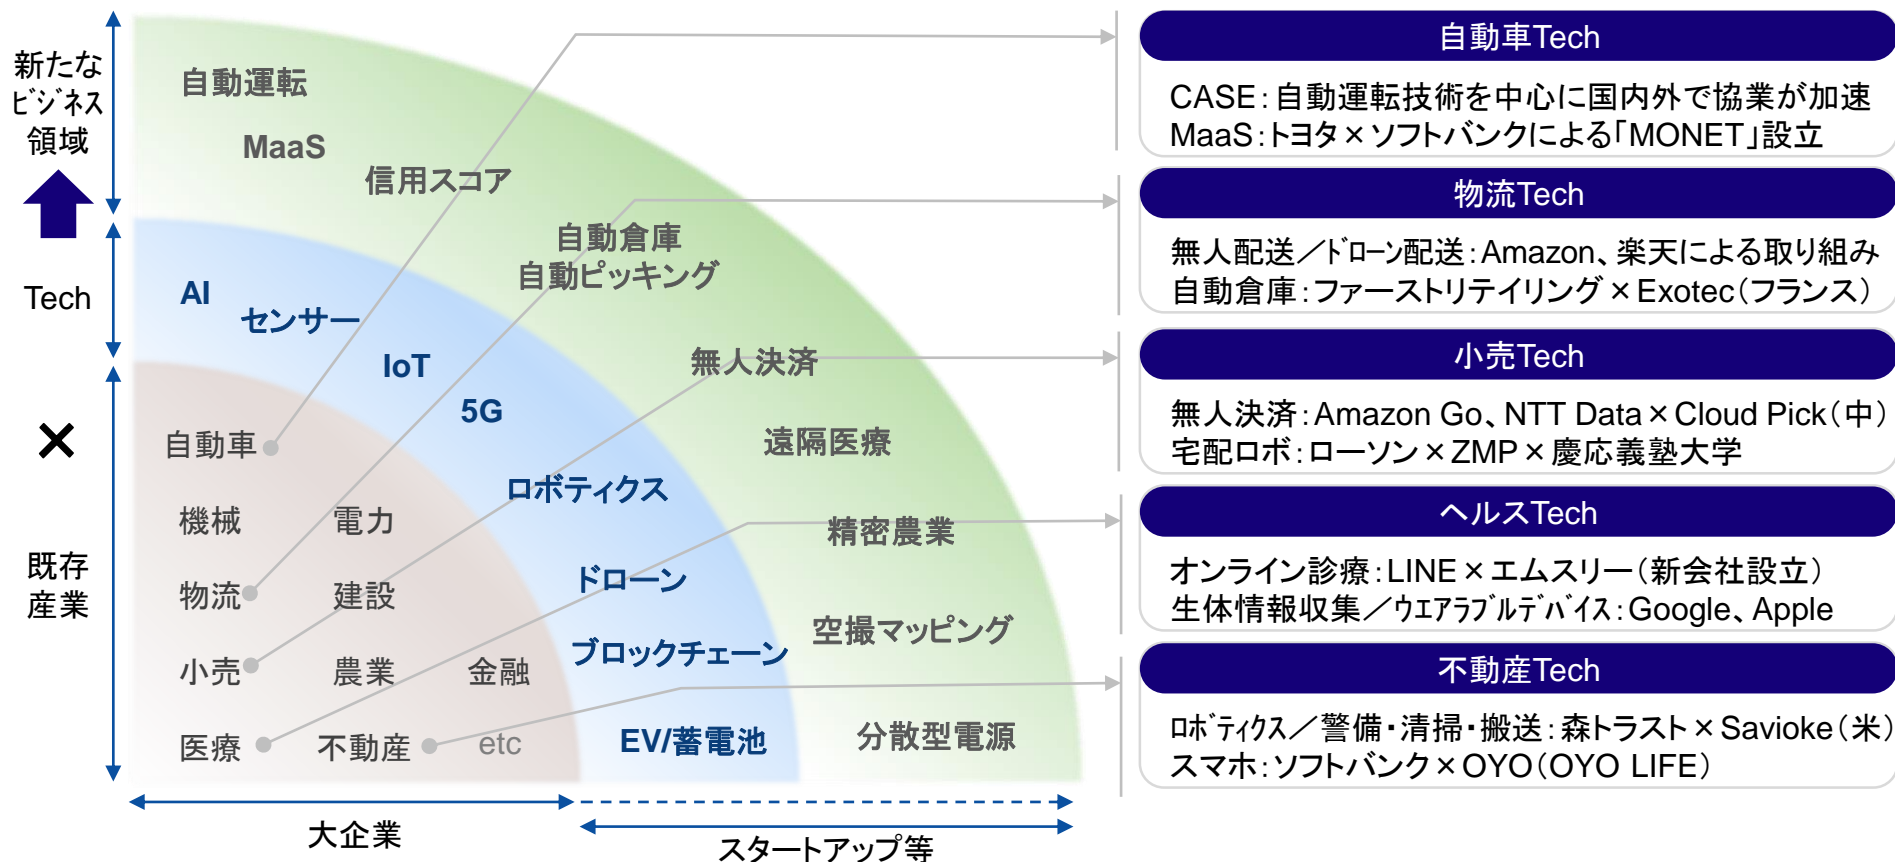 新たな
ﾋﾞｼﾞﾈｽ
領域
Tech
×
既存
産業
自動運転
MaaS
信用スコア
自動倉庫
自動ピッキング
無人決済
遠隔医療
精密農業
空撮マッピング
分散型電源
AI
センサー
IoT
5G
ロボティクス
ドローン
ブロックチェーン
EV/蓄電池
自動車
機械
電力
物流
建設
小売
農業
金融
医療
不動産
etc
大企業
スタートアップ等
自動車Tech
CASE：自動運転技術を中心に国内外で協業が加速
MaaS：トヨタ×ソフトバンクによる「MONET」設立
物流Tech
無人配送／ﾄﾞﾛｰﾝ配送：Amazon、楽天による取り組み
自動倉庫：ファーストリテイリング×Exotec（フランス）
小売Tech
無人決済：Amazon Go、NTT Data×Cloud Pick（中）
宅配ロボ：ローソン×ZMP×慶応義塾大学
ヘルスTech
オンライン診療：LINE×エムスリー（新会社設立）
生体情報収集／ｳｴｱﾗﾌﾞﾙﾃﾞﾊﾞｲｽ：Google、Apple
不動産Tech
ﾛﾎﾞﾃｨｸｽ／警備・清掃・搬送：森トラスト×Savioke（米）
スマホ：ソフトバンク×OYO（OYO LIFE）